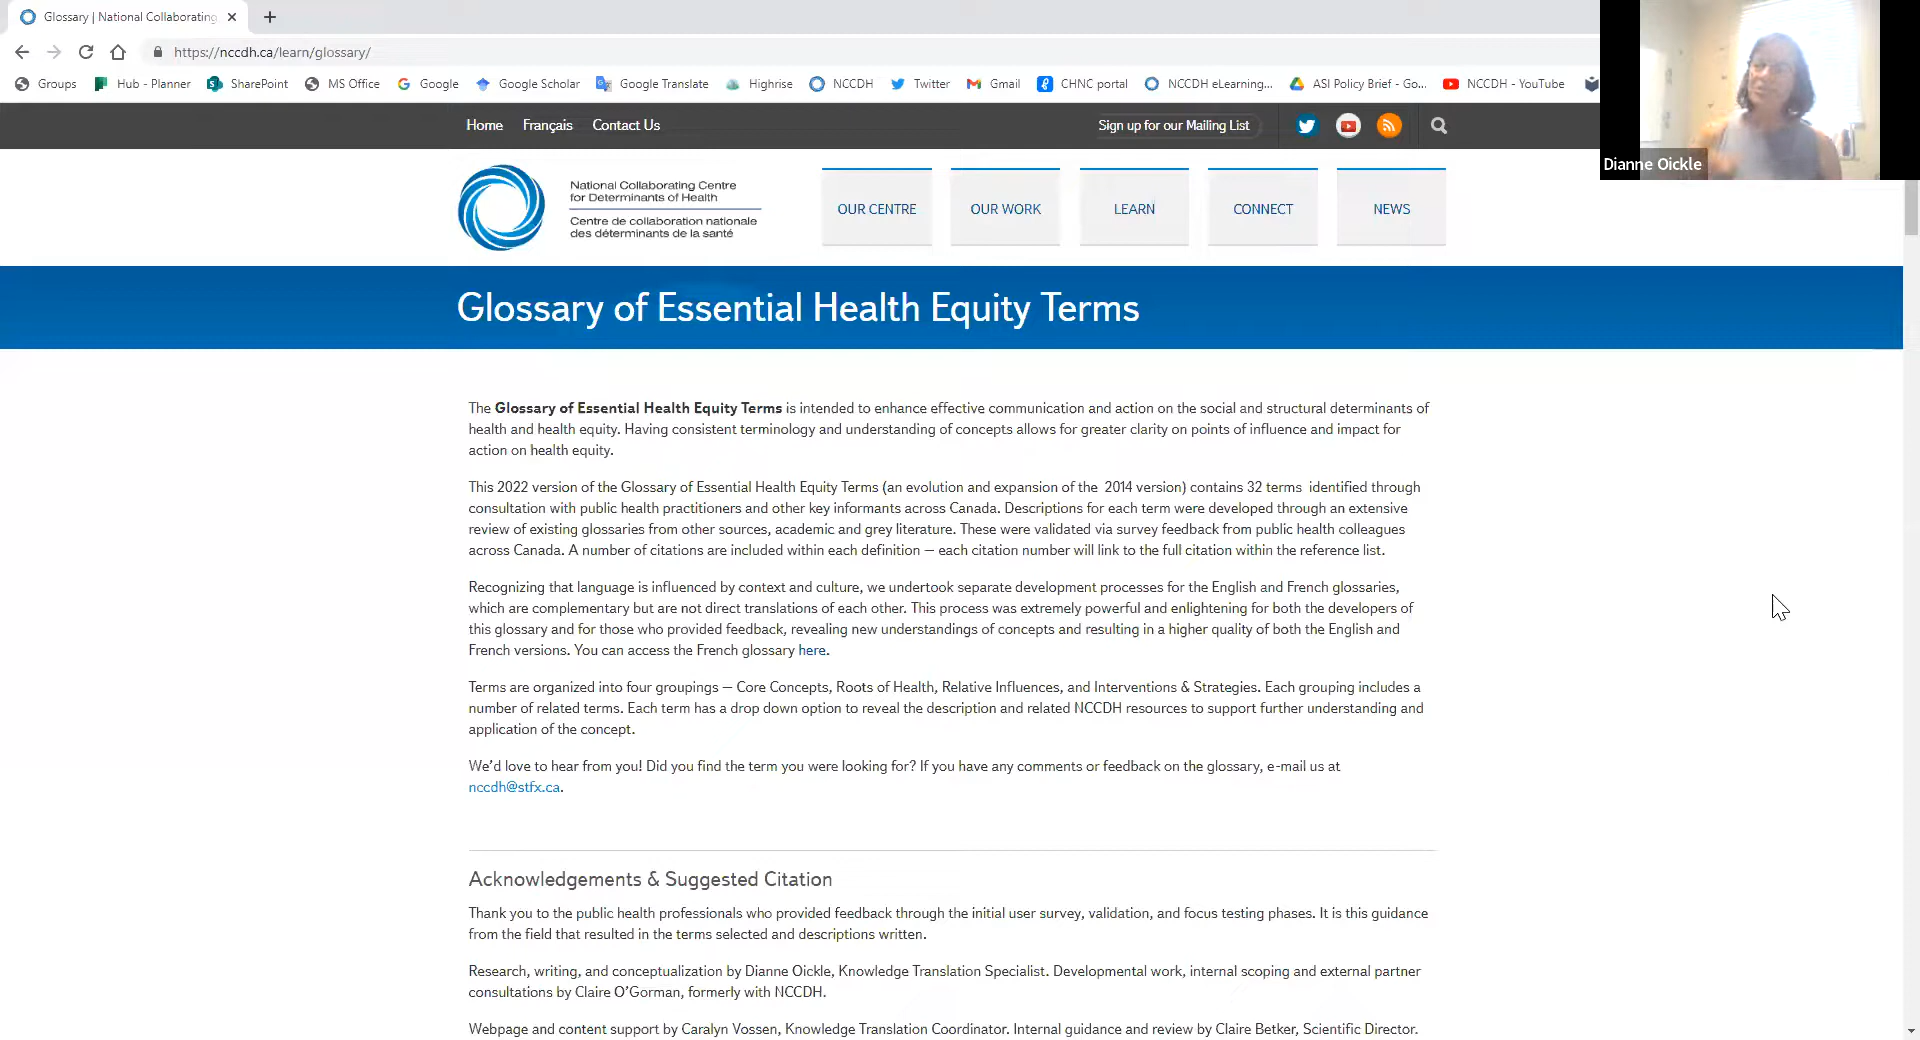 Glossary | National Collaborating
https://nccdh.ca/learn/glossary/
Groups Hub - Planner SharePoint MS Office Google Google Scholar Google Translate Highrise NCCDH Twitter Gmail CHNC portal NCCDH eLearning... ASI Policy Brief - Go... NCCDH - YouTube
Dianne Oickle
Home Français Contact Us Sign up for our Mailing List
National Collaborating Centre
for Determinants of Health
Centre de collaboration nationale
des déterminants de la santé
OUR CENTRE OUR WORK LEARN CONNECT NEWS
Glossary of Essential Health Equity Terms
The Glossary of Essential Health Equity Terms is intended to enhance effective communication and action on the social and structural determinants of
health and health equity. Having consistent terminology and understanding of concepts allows for greater clarity on points of influence and impact for
action on health equity.
This 2022 version of the Glossary of Essential Health Equity Terms (an evolution and expansion of the 2014 version) contains 32 terms identified through
consultation with public health practitioners and other key informants across Canada. Descriptions for each term were developed through an extensive
review of existing glossaries from other sources, academic and grey literature. These were validated via survey feedback from public health colleagues
across Canada. A number of citations are included within each definition – each citation number will link to the full citation within the reference list.
Recognizing that language is influenced by context and culture, we undertook separate development processes for the English and French glossaries,
which are complementary but are not direct translations of each other. This process was extremely powerful and enlightening for both the developers of
this glossary and for those who provided feedback, revealing new understandings of concepts and resulting in a higher quality of both the English and
French versions. You can access the French glossary here.
Terms are organized into four groupings – Core Concepts, Roots of Health, Relative Influences, and Interventions & Strategies. Each grouping includes a
number of related terms. Each term has a drop down option to reveal the description and related NCCDH resources to support further understanding and
application of the concept.
We'd love to hear from you! Did you find the term you were looking for? If you have any comments or feedback on the glossary, e-mail us at
nccdh@stfx.ca.
Acknowledgements & Suggested Citation
Thank you to the public health professionals who provided feedback through the initial user survey, validation, and focus testing phases. It is this guidance
from the field that resulted in the terms selected and descriptions written.
Research, writing, and conceptualization by Dianne Oickle, Knowledge Translation Specialist. Developmental work, internal scoping and external partner
consultations by Claire O'Gorman, formerly with NCCDH.
Webpage and content support by Caralyn Vossen, Knowledge Translation Coordinator. Internal guidance and review by Claire Betker, Scientific Director.